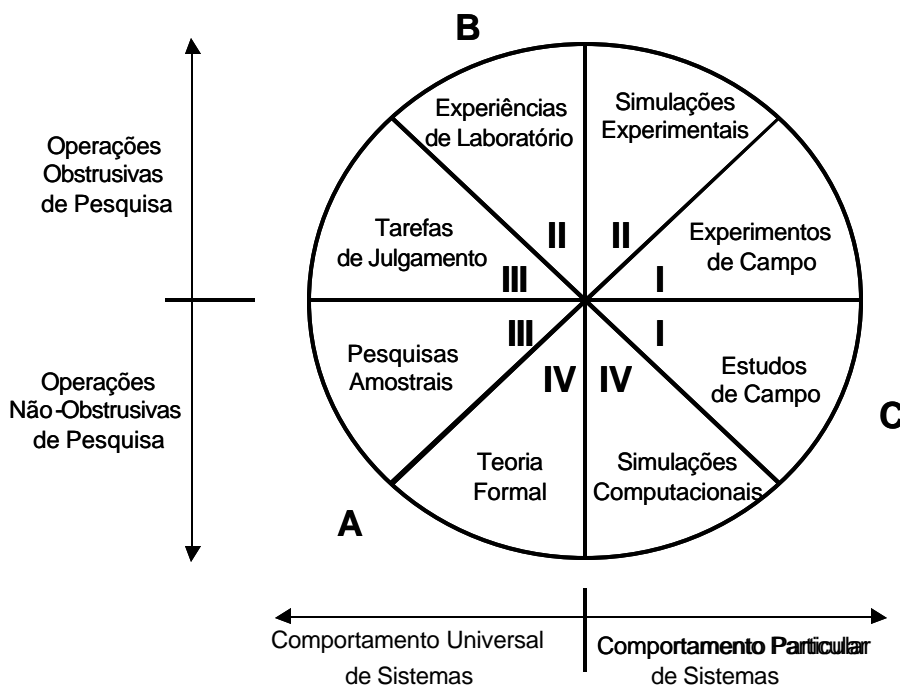 B
Experiências
de Laboratório
Simulações
Experimentais
Operações
Obstrusivas
de Pesquisa
Tarefas
de Julgamento
II
II
Experimentos
de Campo
III
I
III
I
Pesquisas
Amostrais
IV
IV
Estudos
de Campo
Operações
Não-Obstrusivas
de Pesquisa
C
Teoria
Formal
Simulações
Computacionais
A
Comportamento Universal
de Sistemas
Comportamento Particular
de Sistemas